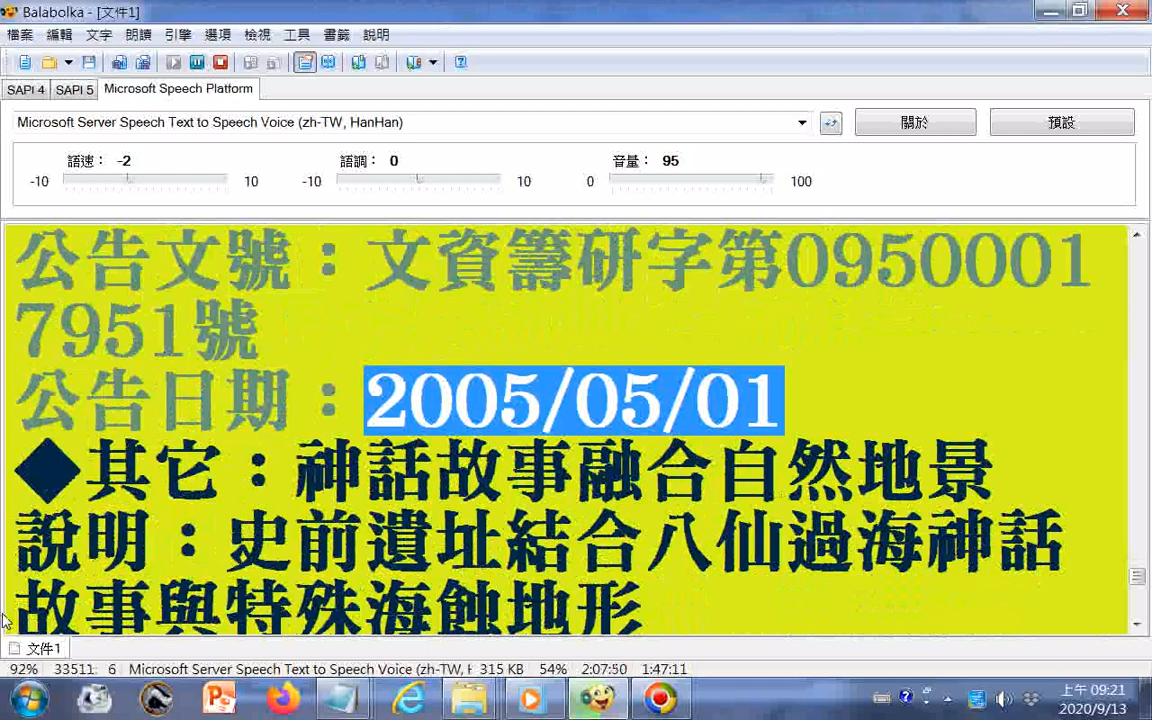 Balabolka - [文件1]
檔案 編輯 文字 朗讀 引擎 選項 檢視 工具 書籤 說明
SAPI 4 SAPI 5 Microsoft Speech Platform
Microsoft Server Speech Text to Speech Voice (zh-TW, HanHan) 關於 預設
語速： -2 語調： 0 音量： 95
-10 10 -10 10 0 100
公告文號：文資籌研字第0950001
7951號
公告日期：2005/05/01
◆其它：神話故事融合自然地景
說明：史前遺址結合八仙過海神話
故事與特殊海蝕地形
文件1
92% 33511: 6 Microsoft Server Speech Text to Speech Voice (zh-TW, H 315 KB 54% 2:07:50 1:47:11
上午 09:21
2020/9/13